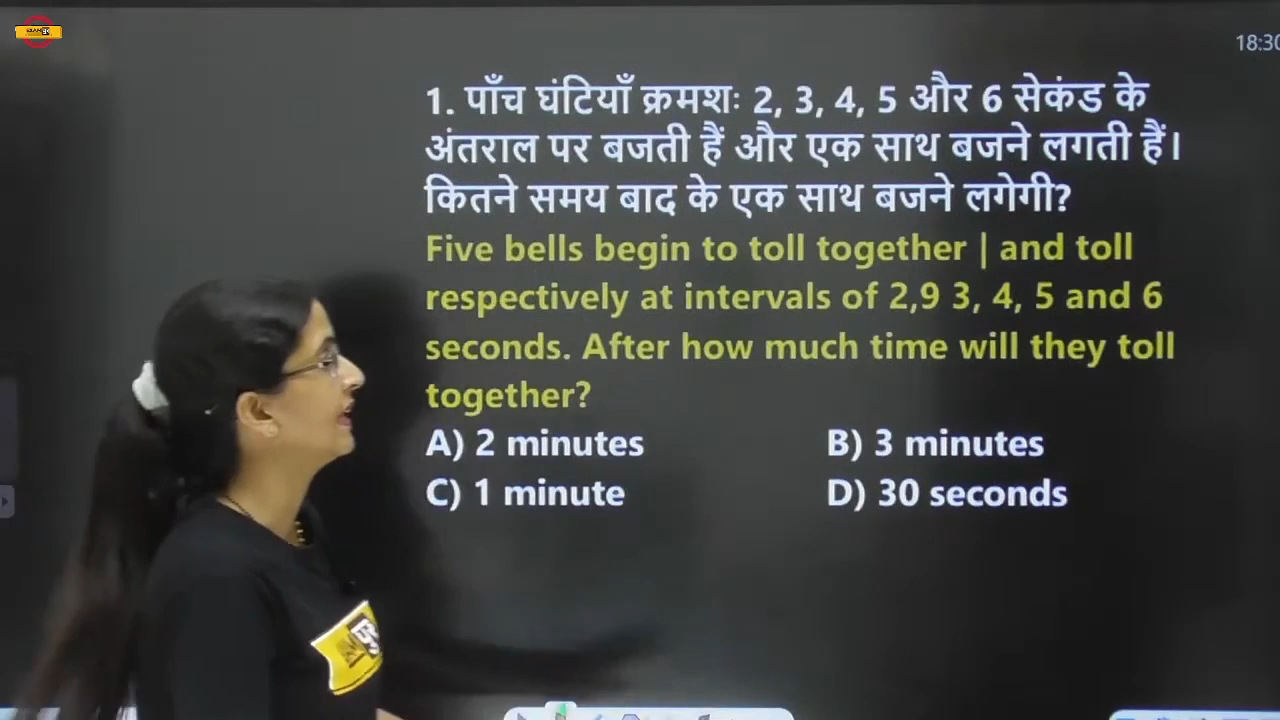 18:30
1. पाँच घंटियाँ क्रमशः 2, 3, 4, 5 और 6 सेकंड के
अंतराल पर बजती हैं और एक साथ बजने लगती हैं।
कितने समय बाद के एक साथ बजने लगेगी?
Five bells begin to toll together | and toll
respectively at intervals of 2,9 3, 4, 5 and 6
seconds. After how much time will they toll
together?
A) 2 minutes B) 3 minutes
C) 1 minute D) 30 seconds